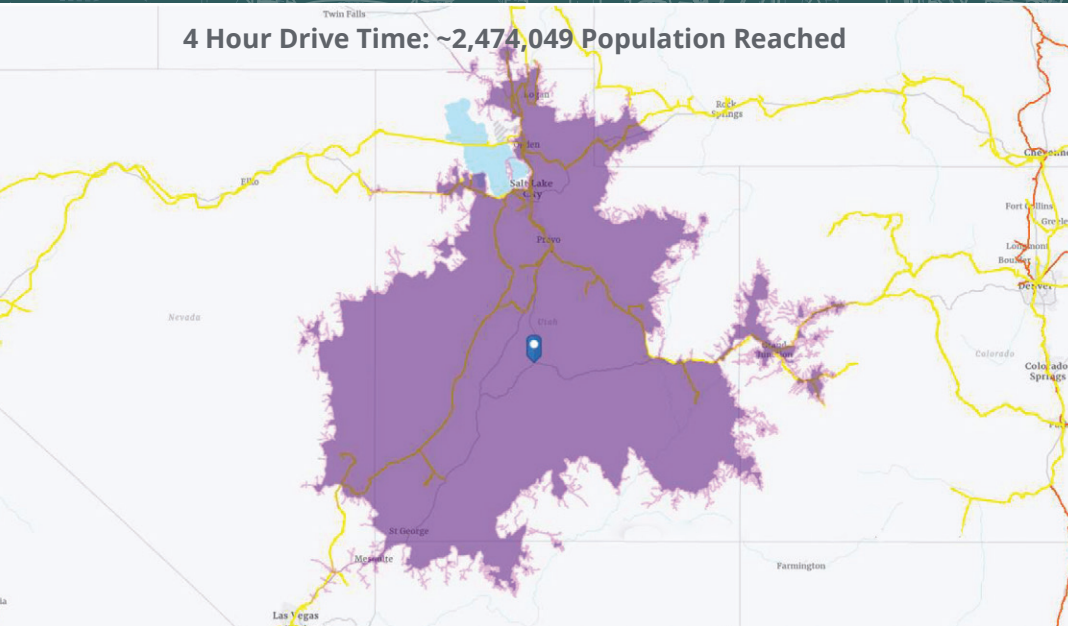 Twin Falls
4 Hour Drive Time: ~2,474,049 Population Reached
Logan
Rock
Springs
Ogden
Cheyenne
Elko
Salt Lake
City
Fort Collins
Greele
Longmont
Provo
Boulder
Denver
Nevada
Utah
Grand
Junction
Colorado
Colorado
Springs
St George
Mesquite
Farmington
Las Vegas